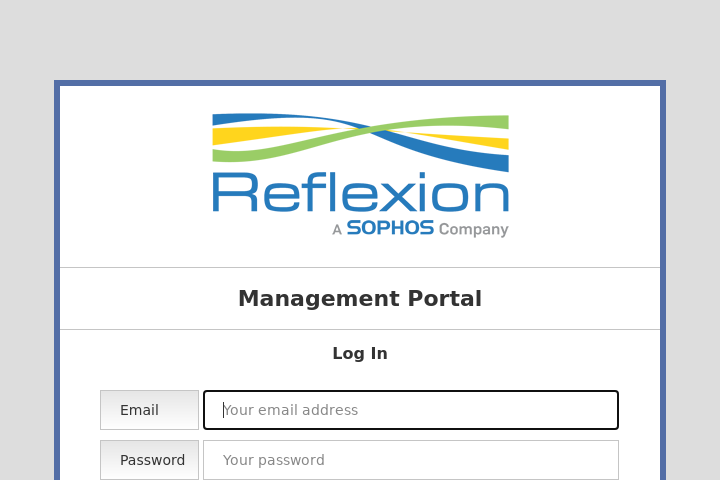 Reflexion
A SOPHOS Company
Management Portal
Log In
Email
Your email address
Password
Your password